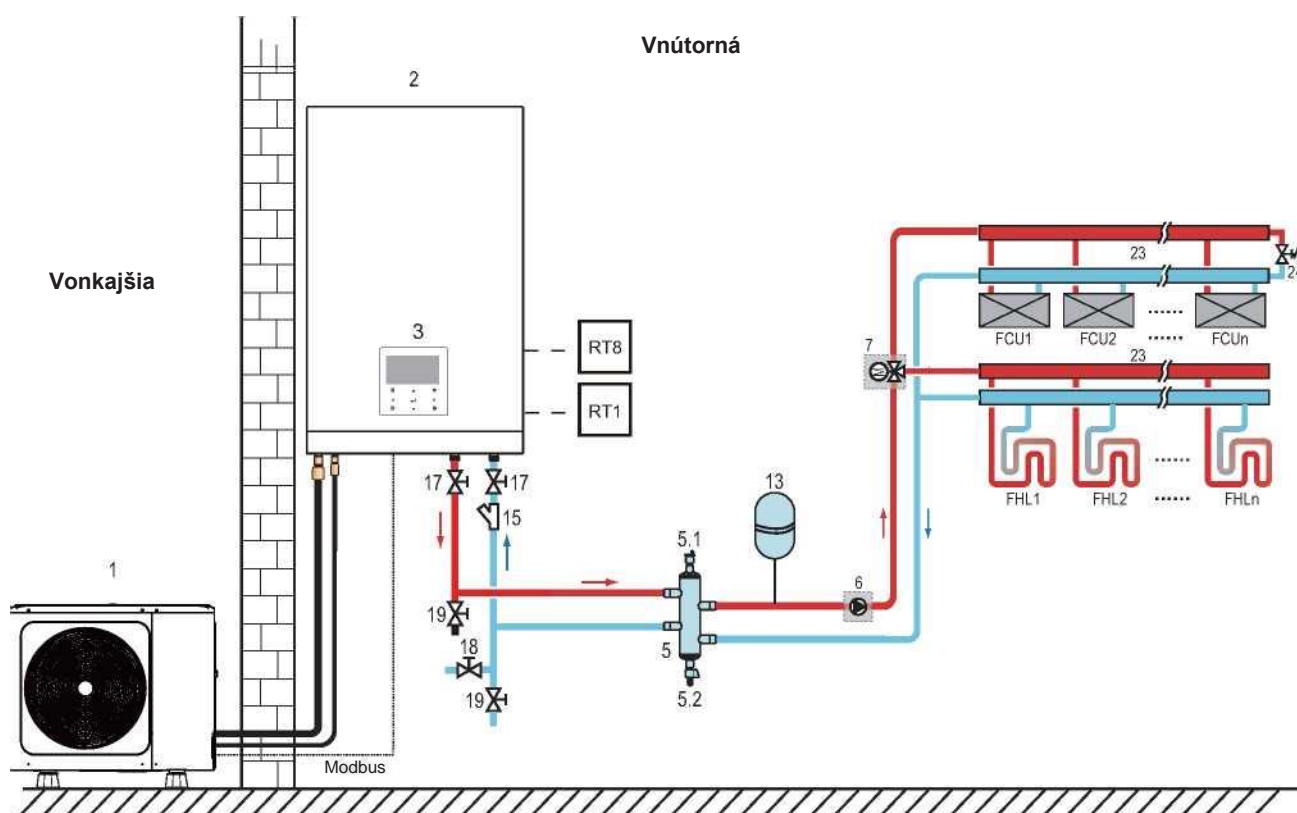 Vnútorná
2
Vonkajšia
3
RT8
RT1
23
FCU1 FCU2 FCUn
7
23
FHL1 FHL2 FHLn
17 17
15
13
1
5.1
6
19
5
18
19
5.2
Modbus